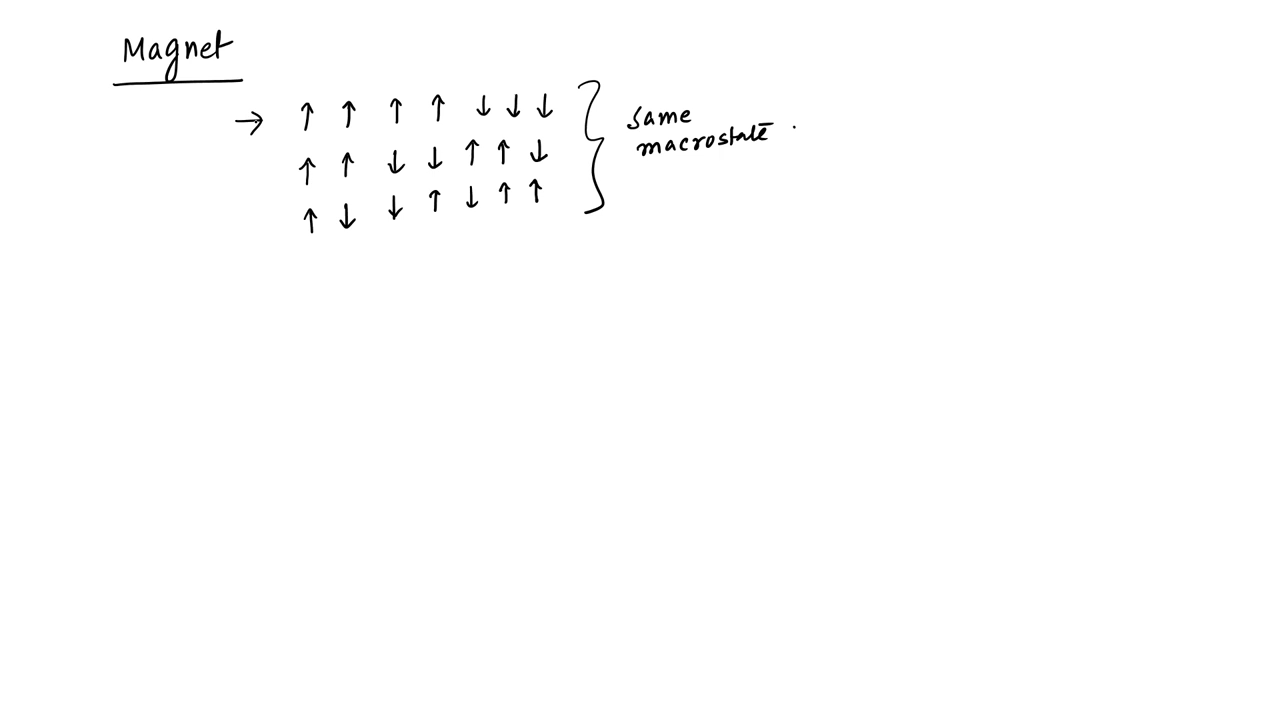 Magnet
→ ↑ ↑ ↑ ↑ ↓ ↓ ↓
↑ ↑ ↓ ↓ ↑ ↑ ↓
↑ ↓ ↓ ↑ ↓ ↑ ↑
same
macrostate